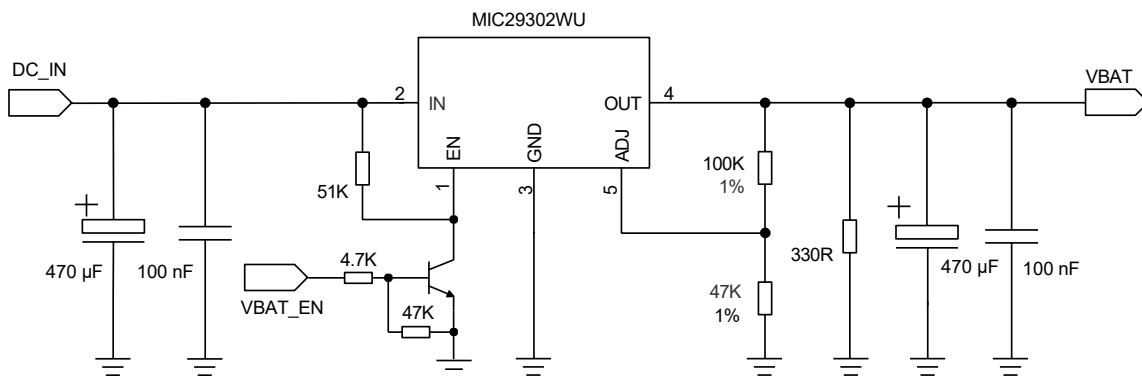 MIC29302WU
DC_IN
VBAT
2
IN
OUT
4
EN
GND
ADJ
1
3
5
51K
100K
1%
470 µF
100 nF
4.7K
VBAT_EN
47K
47K
1%
330R
470 µF
100 nF